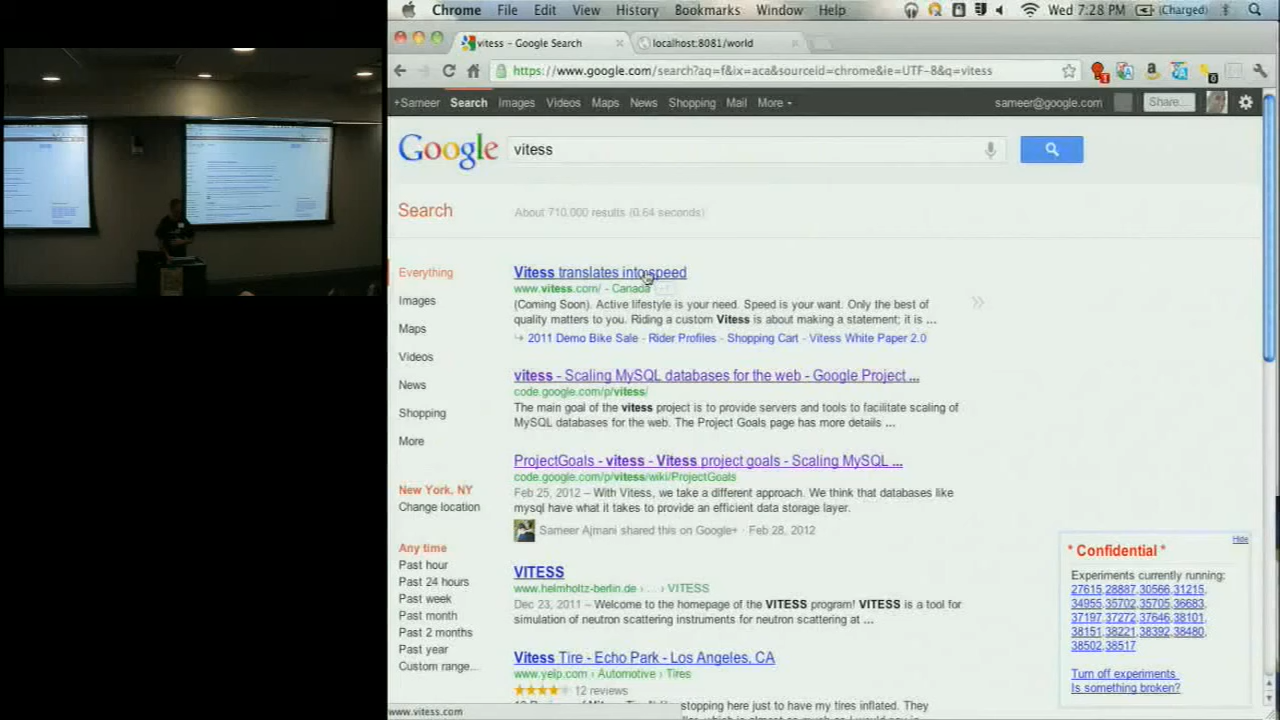 Chrome File Edit View History Bookmarks Window Help Wed 7:28 PM (Charged)
vitess - Google Search localhost:8081/world
https://www.google.com/search?aq=f&ix=aca&sourceid=chrome&ie=UTF-8&q=vitess
+Sameer Search Images Videos Maps News Shopping Mail More sameer@google.com Share...
Google vitess
Search About 710,000 results (0.64 seconds)
Everything
Images
Maps
Videos
News
Shopping
More
New York, NY
Change location
Any time
Past hour
Past 24 hours
Past week
Past month
Past 2 months
Past year
Custom range...
Vitess translates into speed
www.vitess.com/ - Canada
(Coming Soon). Active lifestyle is your need. Speed is your want. Only the best of
quality matters to you. Riding a custom Vitess is about making a statement; it is ...
2011 Demo Bike Sale - Rider Profiles - Shopping Cart - Vitess White Paper 2.0
vitess - Scaling MySQL databases for the web - Google Project ...
code.google.com/p/vitess/
The main goal of the vitess project is to provide servers and tools to facilitate scaling of
MySQL databases for the web. The Project Goals page has more details ...
ProjectGoals - vitess - Vitess project goals - Scaling MySQL ...
code.google.com/p/vitess/wiki/ProjectGoals
Feb 25, 2012 – With Vitess, we take a different approach. We think that databases like
mysql have what it takes to provide an efficient data storage layer.
Sameer Ajmani shared this on Google+ · Feb 28, 2012
VITESS
www.helmholtz-berlin.de › ... › VITESS
Dec 23, 2011 – Welcome to the homepage of the VITESS program! VITESS is a tool for
simulation of neutron scattering instruments for neutron scattering at ...
Vitess Tire - Echo Park - Los Angeles, CA
www.yelp.com › Automotive › Tires
12 reviews
stopping here just to have my tires inflated. They
Hide
* Confidential *
Experiments currently running:
27615,28887,30566,31215,
34955,35702,35705,36683,
37197,37272,37646,38101,
38151,38221,38392,38480,
38502,38517
Turn off experiments.
Is something broken?
www.vitess.com